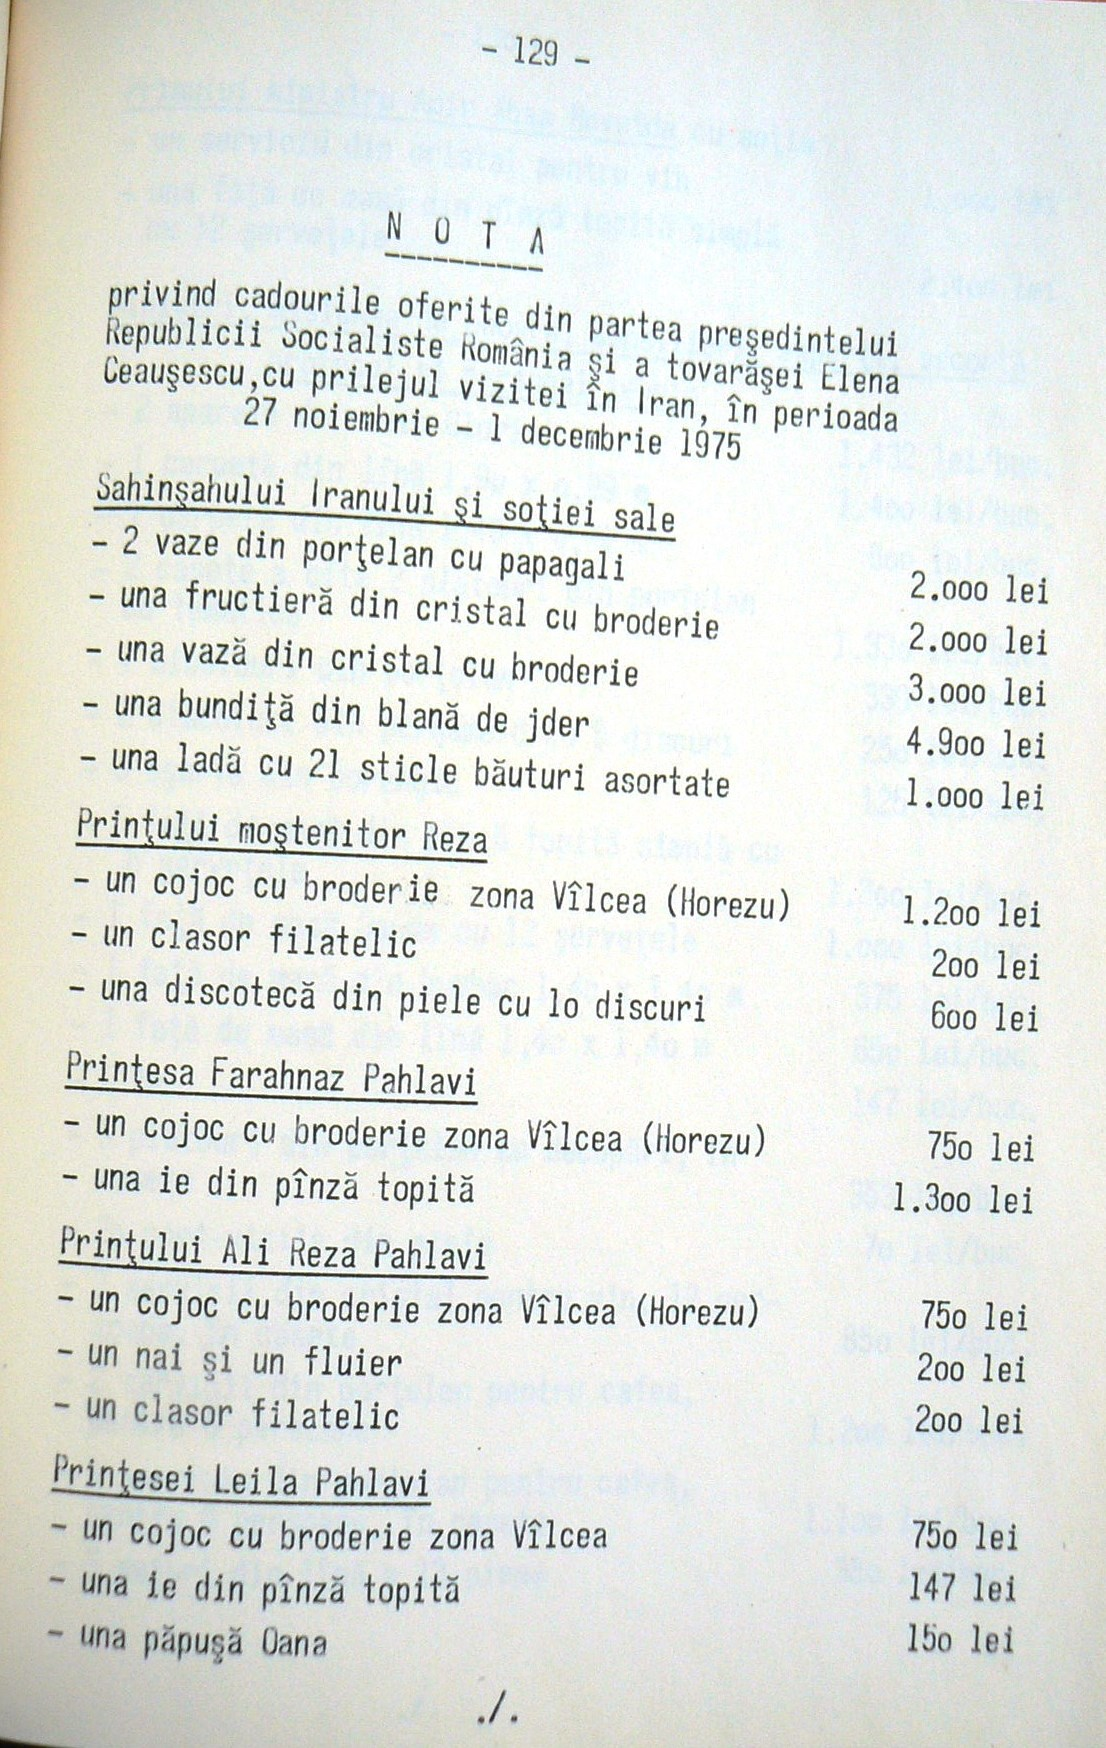 - 129 -
N O T A
privind cadourile oferite din partea preşedintelui
Republicii Socialiste România şi a tovarăşei Elena
Ceauşescu,cu prilejul vizitei în Iran, în perioada
27 noiembrie - 1 decembrie 1975
Sahinşahului Iranului şi soţiei sale
- 2 vaze din porţelan cu papagali 2.ooo lei
- una fructieră din cristal cu broderie 2.ooo lei
- una vază din cristal cu broderie 3.ooo lei
- una bundiţă din blană de jder 4.9oo lei
- una ladă cu 21 sticle băuturi asortate 1.ooo lei
Prinţului moştenitor Reza
- un cojoc cu broderie zona Vîlcea (Horezu) 1.2oo lei
- un clasor filatelic 2oo lei
- una discotecă din piele cu lo discuri 6oo lei
Prinţesa Farahnaz Pahlavi
- un cojoc cu broderie zona Vîlcea (Horezu) 75o lei
- una ie din pînză topită 1.3oo lei
Prinţului Ali Reza Pahlavi
- un cojoc cu broderie zona Vîlcea (Horezu) 75o lei
- un nai şi un fluier 2oo lei
- un clasor filatelic 2oo lei
Prinţesei Leila Pahlavi
- un cojoc cu broderie zona Vîlcea 75o lei
- una ie din pînză topită 147 lei
- una păpuşă Oana 15o lei
./.